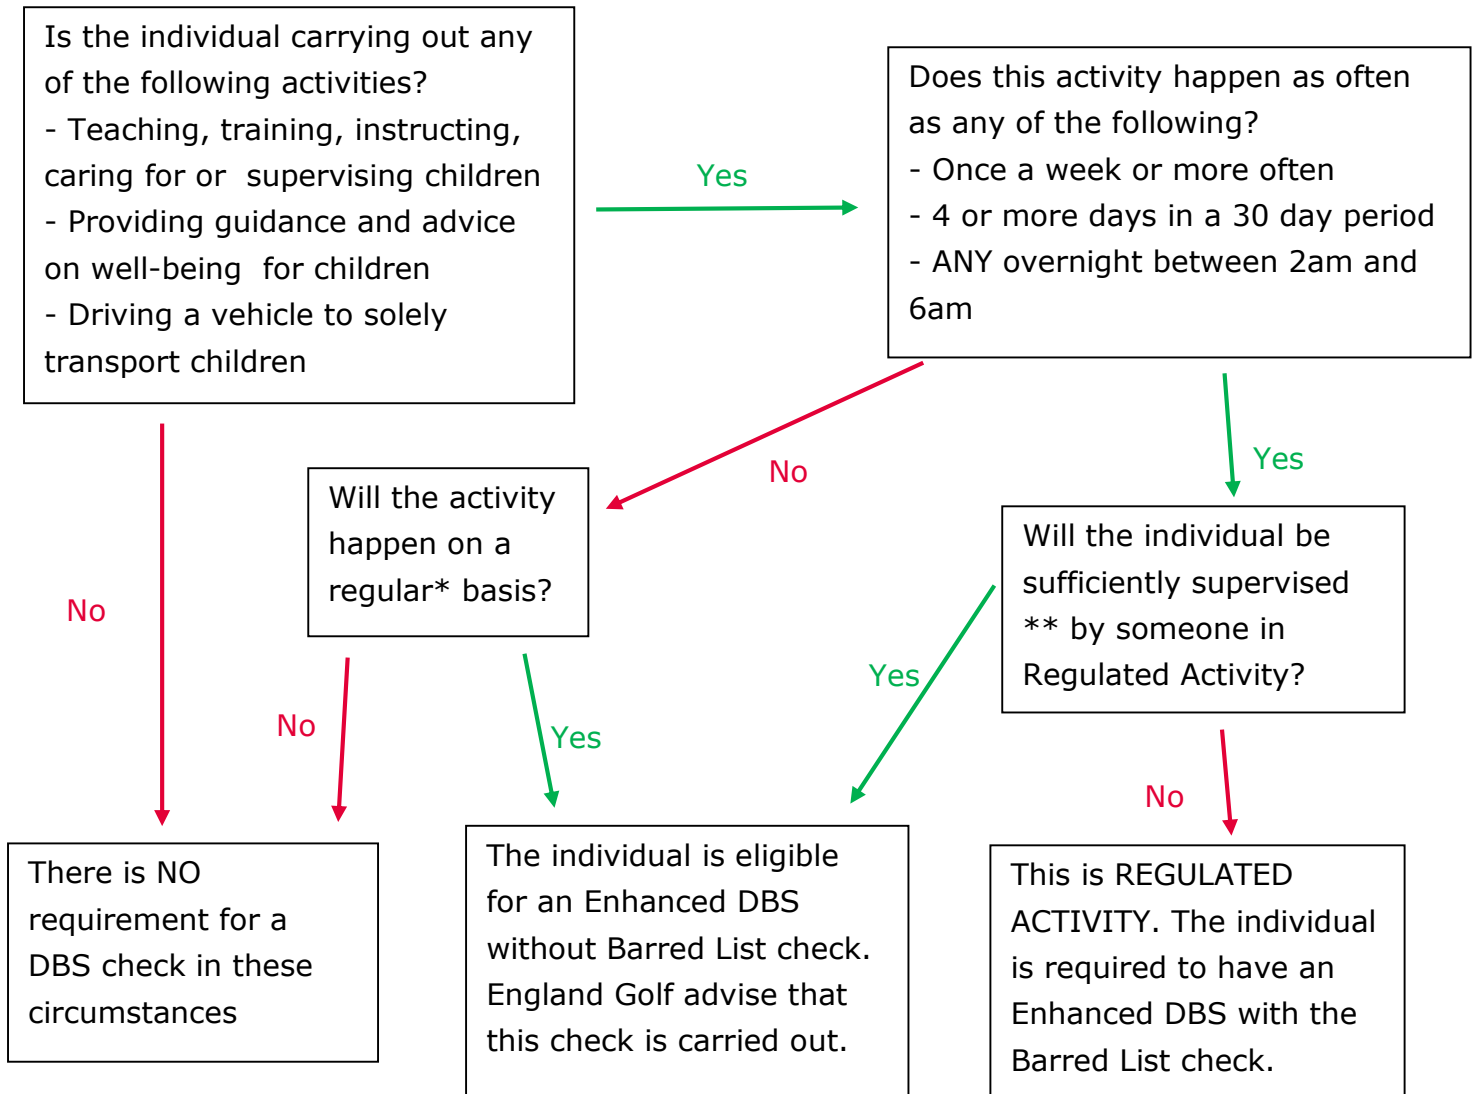 Is the individual carrying out any
of the following activities?
- Teaching, training, instructing,
caring for or  supervising children
- Providing guidance and advice
on well-being  for children
- Driving a vehicle to solely
transport children
Yes
Does this activity happen as often
as any of the following?
- Once a week or more often
- 4 or more days in a 30 day period
- ANY overnight between 2am and
6am
No
No
Yes
Will the activity
happen on a
regular* basis?
Will the individual be
sufficiently supervised
** by someone in
Regulated Activity?
No
Yes
Yes
No
There is NO
requirement for a
DBS check in these
circumstances
The individual is eligible
for an Enhanced DBS
without Barred List check.
England Golf advise that
this check is carried out.
This is REGULATED
ACTIVITY. The individual
is required to have an
Enhanced DBS with the
Barred List check.